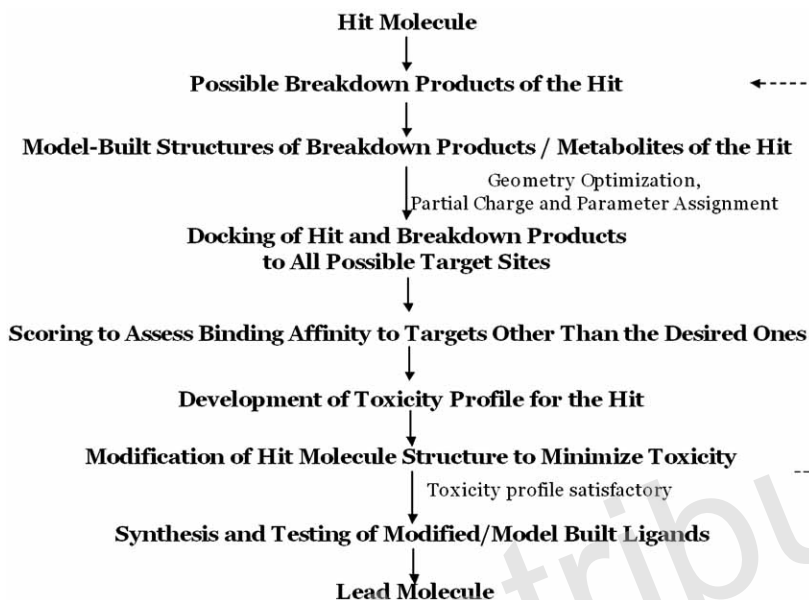 Hit Molecule
Possible Breakdown Products of the Hit
Model-Built Structures of Breakdown Products / Metabolites of the Hit
Geometry Optimization,
Partial Charge and Parameter Assignment
Docking of Hit and Breakdown Products
to All Possible Target Sites
Scoring to Assess Binding Affinity to Targets Other Than the Desired Ones
Development of Toxicity Profile for the Hit
Modification of Hit Molecule Structure to Minimize Toxicity
Toxicity profile satisfactory
Synthesis and Testing of Modified/Model Built Ligands
Lead Molecule
tribu